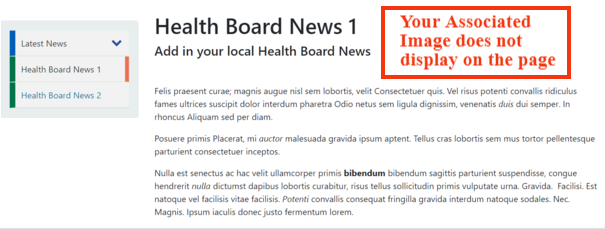 Latest News
Health Board News 1
Health Board News 2
Health Board News 1
Add in your local Health Board News
Your Associated
Image does not
display on the page
Felis praesent curae; magnis augue nisl sem lobortis, velit Consectetuer quis. Vel risus potenti convallis ridiculus
fames ultrices suscipit dolor interdum pharetra Odio netus sem ligula dignissim, venenatis duis dui semper. In
rhoncus Aliquam sed per diam.
Posuere primis Placerat, mi auctor malesuada gravida ipsum aptent. Tellus cras lobortis sem mus tortor pellentesque
parturient consectetuer inceptos.
Nulla est senectus ac hac velit ullamcorper primis bibendum bibendum sagittis parturient suspendisse, congue
hendrerit nulla dictumst dapibus lobortis curabitur, risus tellus sollicitudin primis vulputate urna. Gravida. Facilisi. Est
natoque vel facilisis vitae facilisis. Potenti convallis consequat fringilla gravida interdum natoque sodales. Nec.
Magnis. Ipsum iaculis donec justo fermentum lorem.